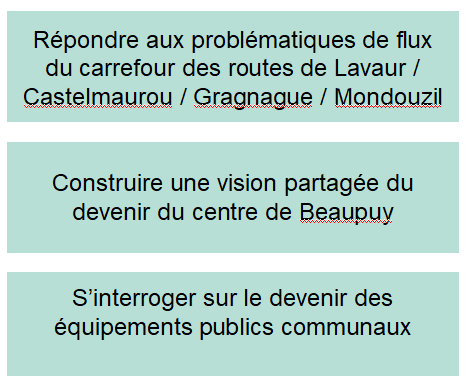 Répondre aux problématiques de flux
du carrefour des routes de Lavaur /
Castelmaurou / Gragnague / Mondouzil
Construire une vision partagée du
devenir du centre de Beaupuy
S’interroger sur le devenir des
équipements publics communaux